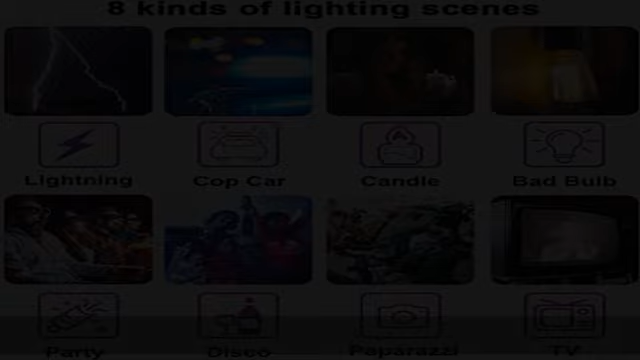 8 kinds of lighting scenes
Lightning Cop Car Candle Bad Bulb
Party Disco Paparazzi TV